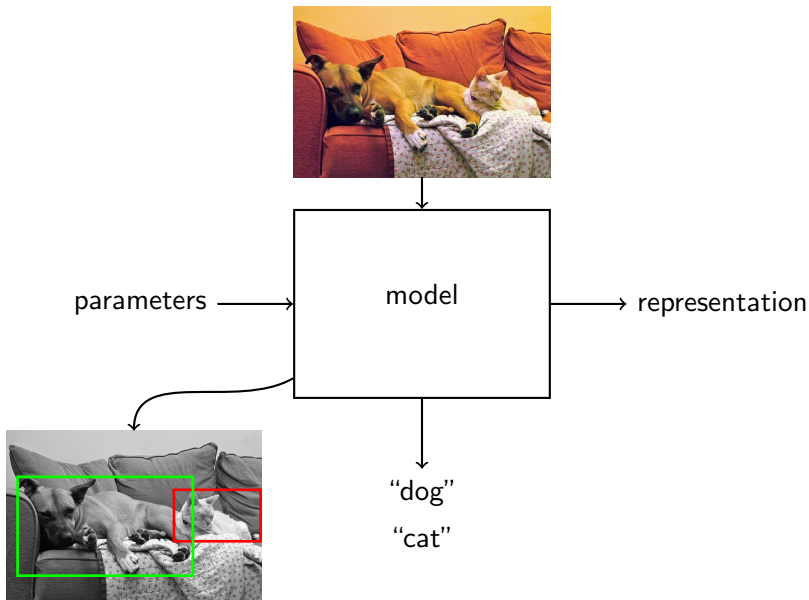 model
parameters
representation
“dog”
“cat”